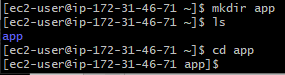 [ec2-user@ip-172-31-46-71 ~]$ mkdir app
[ec2-user@ip-172-31-46-71 ~]$ ls
app
[ec2-user@ip-172-31-46-71 ~]$ cd app
[ec2-user@ip-172-31-46-71 app]$